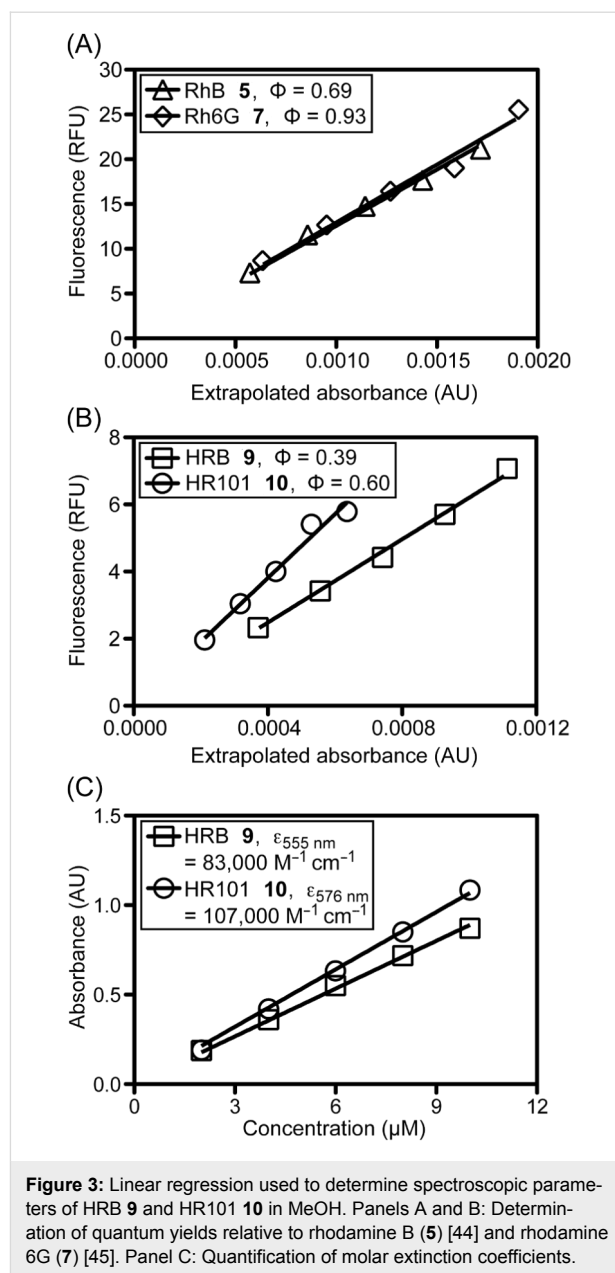 (A)
30
25
20
15
10
5
0
Fluorescence (RFU)
RhB 5, Φ = 0.69
Rh6G 7, Φ = 0.93
0.0000 0.0005 0.0010 0.0015 0.0020
Extrapolated absorbance (AU)
(B)
8
6
4
2
0
Fluorescence (RFU)
HRB 9, Φ = 0.39
HR101 10, Φ = 0.60
0.0000 0.0004 0.0008 0.0012
Extrapolated absorbance (AU)
(C)
1.5
1.0
0.5
0.0
Absorbance (AU)
HRB 9, ε555 nm
= 83,000 M⁻¹ cm⁻¹
HR101 10, ε576 nm
= 107,000 M⁻¹ cm⁻¹
0 3 6 9 12
Concentration (µM)
Figure 3: Linear regression used to determine spectroscopic parame-
ters of HRB 9 and HR101 10 in MeOH. Panels A and B: Determin-
ation of quantum yields relative to rhodamine B (5) [44] and rhodamine
6G (7) [45]. Panel C: Quantification of molar extinction coefficients.